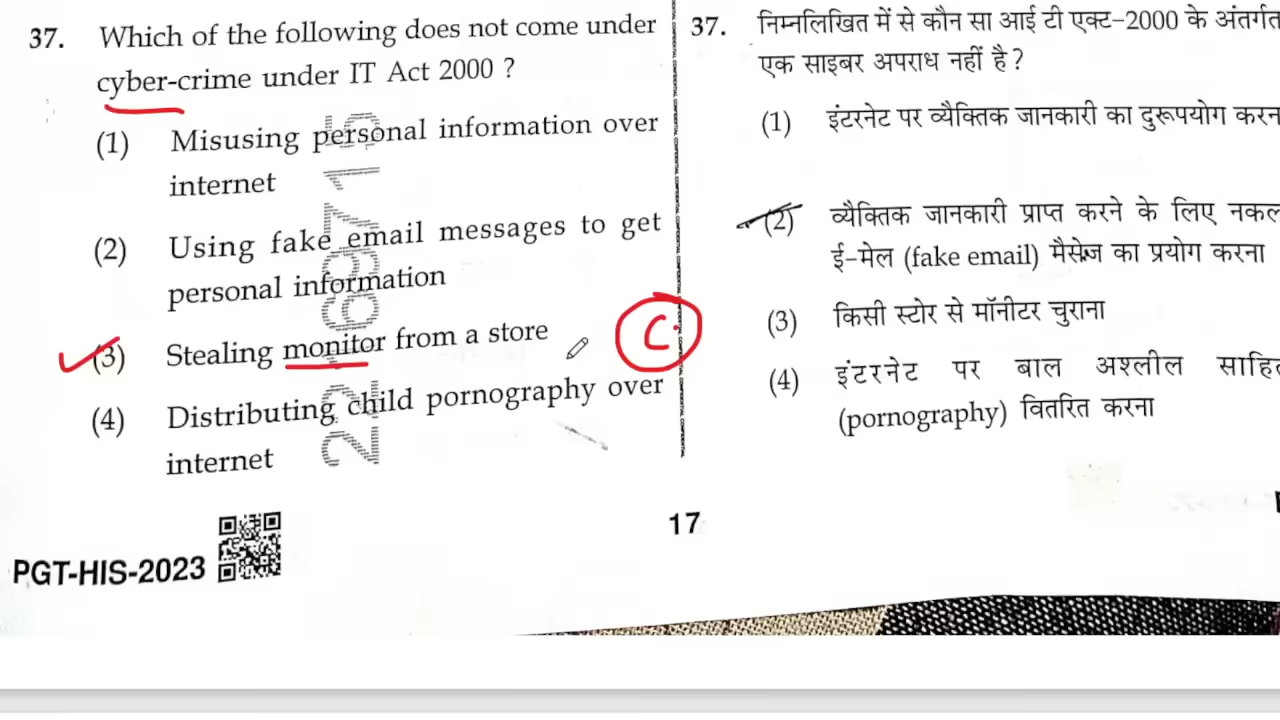 37. Which of the following does not come under
cyber-crime under IT Act 2000 ?
(1) Misusing personal information over
internet
(2) Using fake email messages to get
personal information
(3) Stealing monitor from a store
(4) Distributing child pornography over
internet
C
37. निम्नलिखित में से कौन सा आई टी एक्ट-2000 के अंतर्गत
एक साइबर अपराध नहीं है ?
(1) इंटरनेट पर व्यैक्तिक जानकारी का दुरूपयोग करन
(2) व्यैक्तिक जानकारी प्राप्त करने के लिए नकल
ई-मेल (fake email) मैसेज का प्रयोग करना
(3) किसी स्टोर से मॉनीटर चुराना
(4) इंटरनेट पर बाल अश्लील साहि
(pornography) वितरित करना
17
PGT-HIS-2023